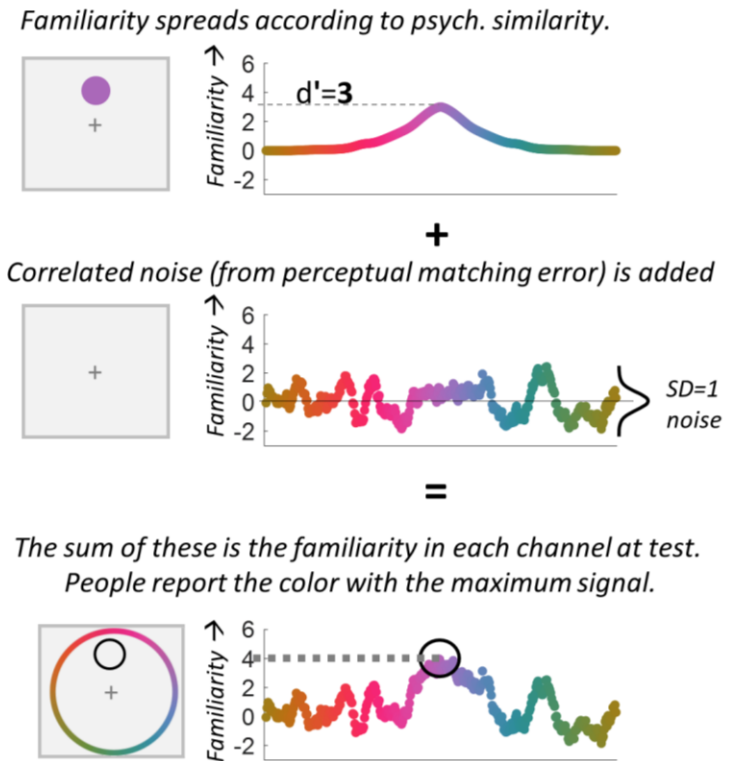 Familiarity spreads according to psych. similarity.
Familiarity →
6
4
2
0
-2
d'=3
+
+
Correlated noise (from perceptual matching error) is added
Familiarity →
6
4
2
0
-2
+
SD=1
noise
=
The sum of these is the familiarity in each channel at test.
People report the color with the maximum signal.
Familiarity →
6
4
2
0
-2
+